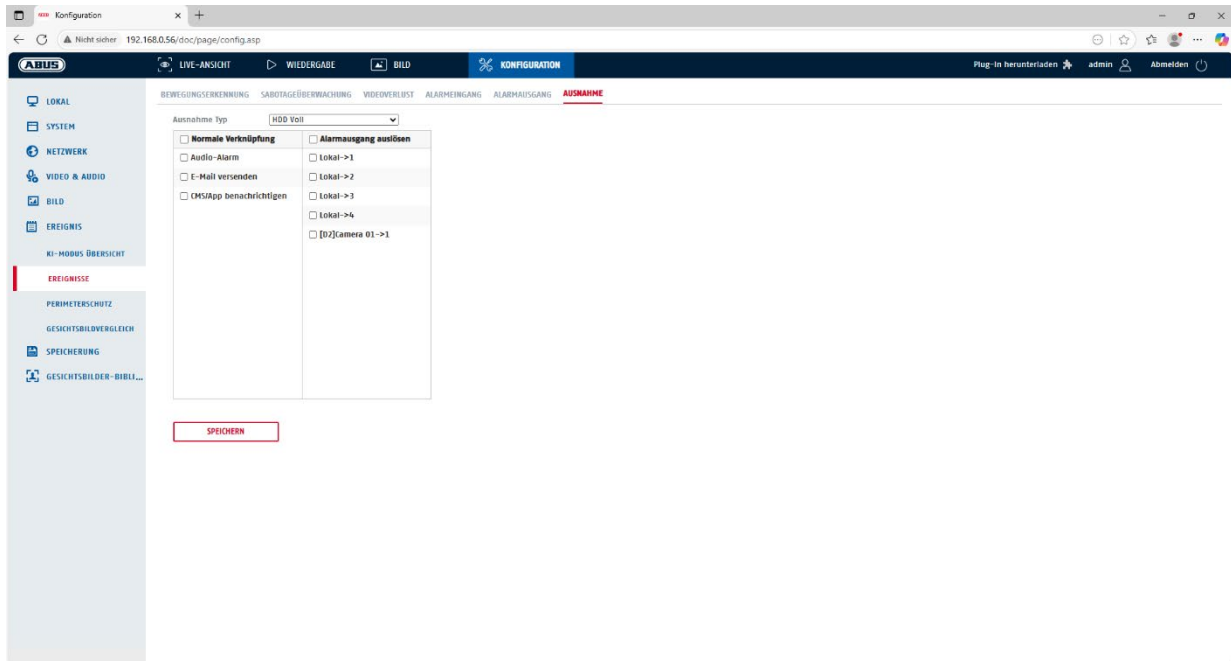 Konfiguration
Nicht sicher 192.168.0.56/doc/page/config.asp
ABUS LIVE-ANSICHT WIEDERGABE BILD KONFIGURATION Plug-In herunterladen admin Abmelden
LOKAL
SYSTEM
NETZWERK
VIDEO & AUDIO
BILD
EREIGNIS
KI-MODUS ÜBERSICHT
EREIGNISSE
PERIMETERSCHUTZ
GESICHTSBILDVERGLEICH
SPEICHERUNG
GESICHTSBILDER-BIBLI...
BEWEGUNGSERKENNUNG SABOTAGEÜBERWACHUNG VIDEOVERLUST ALARMEINGANG ALARMAUSGANG AUSNAHME
Ausnahme Typ HDD Voll
Normale Verknüpfung Alarmausgang auslösen
Audio-Alarm Lokal->1
E-Mail versenden Lokal->2
CMS/App benachrichtigen Lokal->3
Lokal->4
[D2]Camera 01->1
SPEICHERN